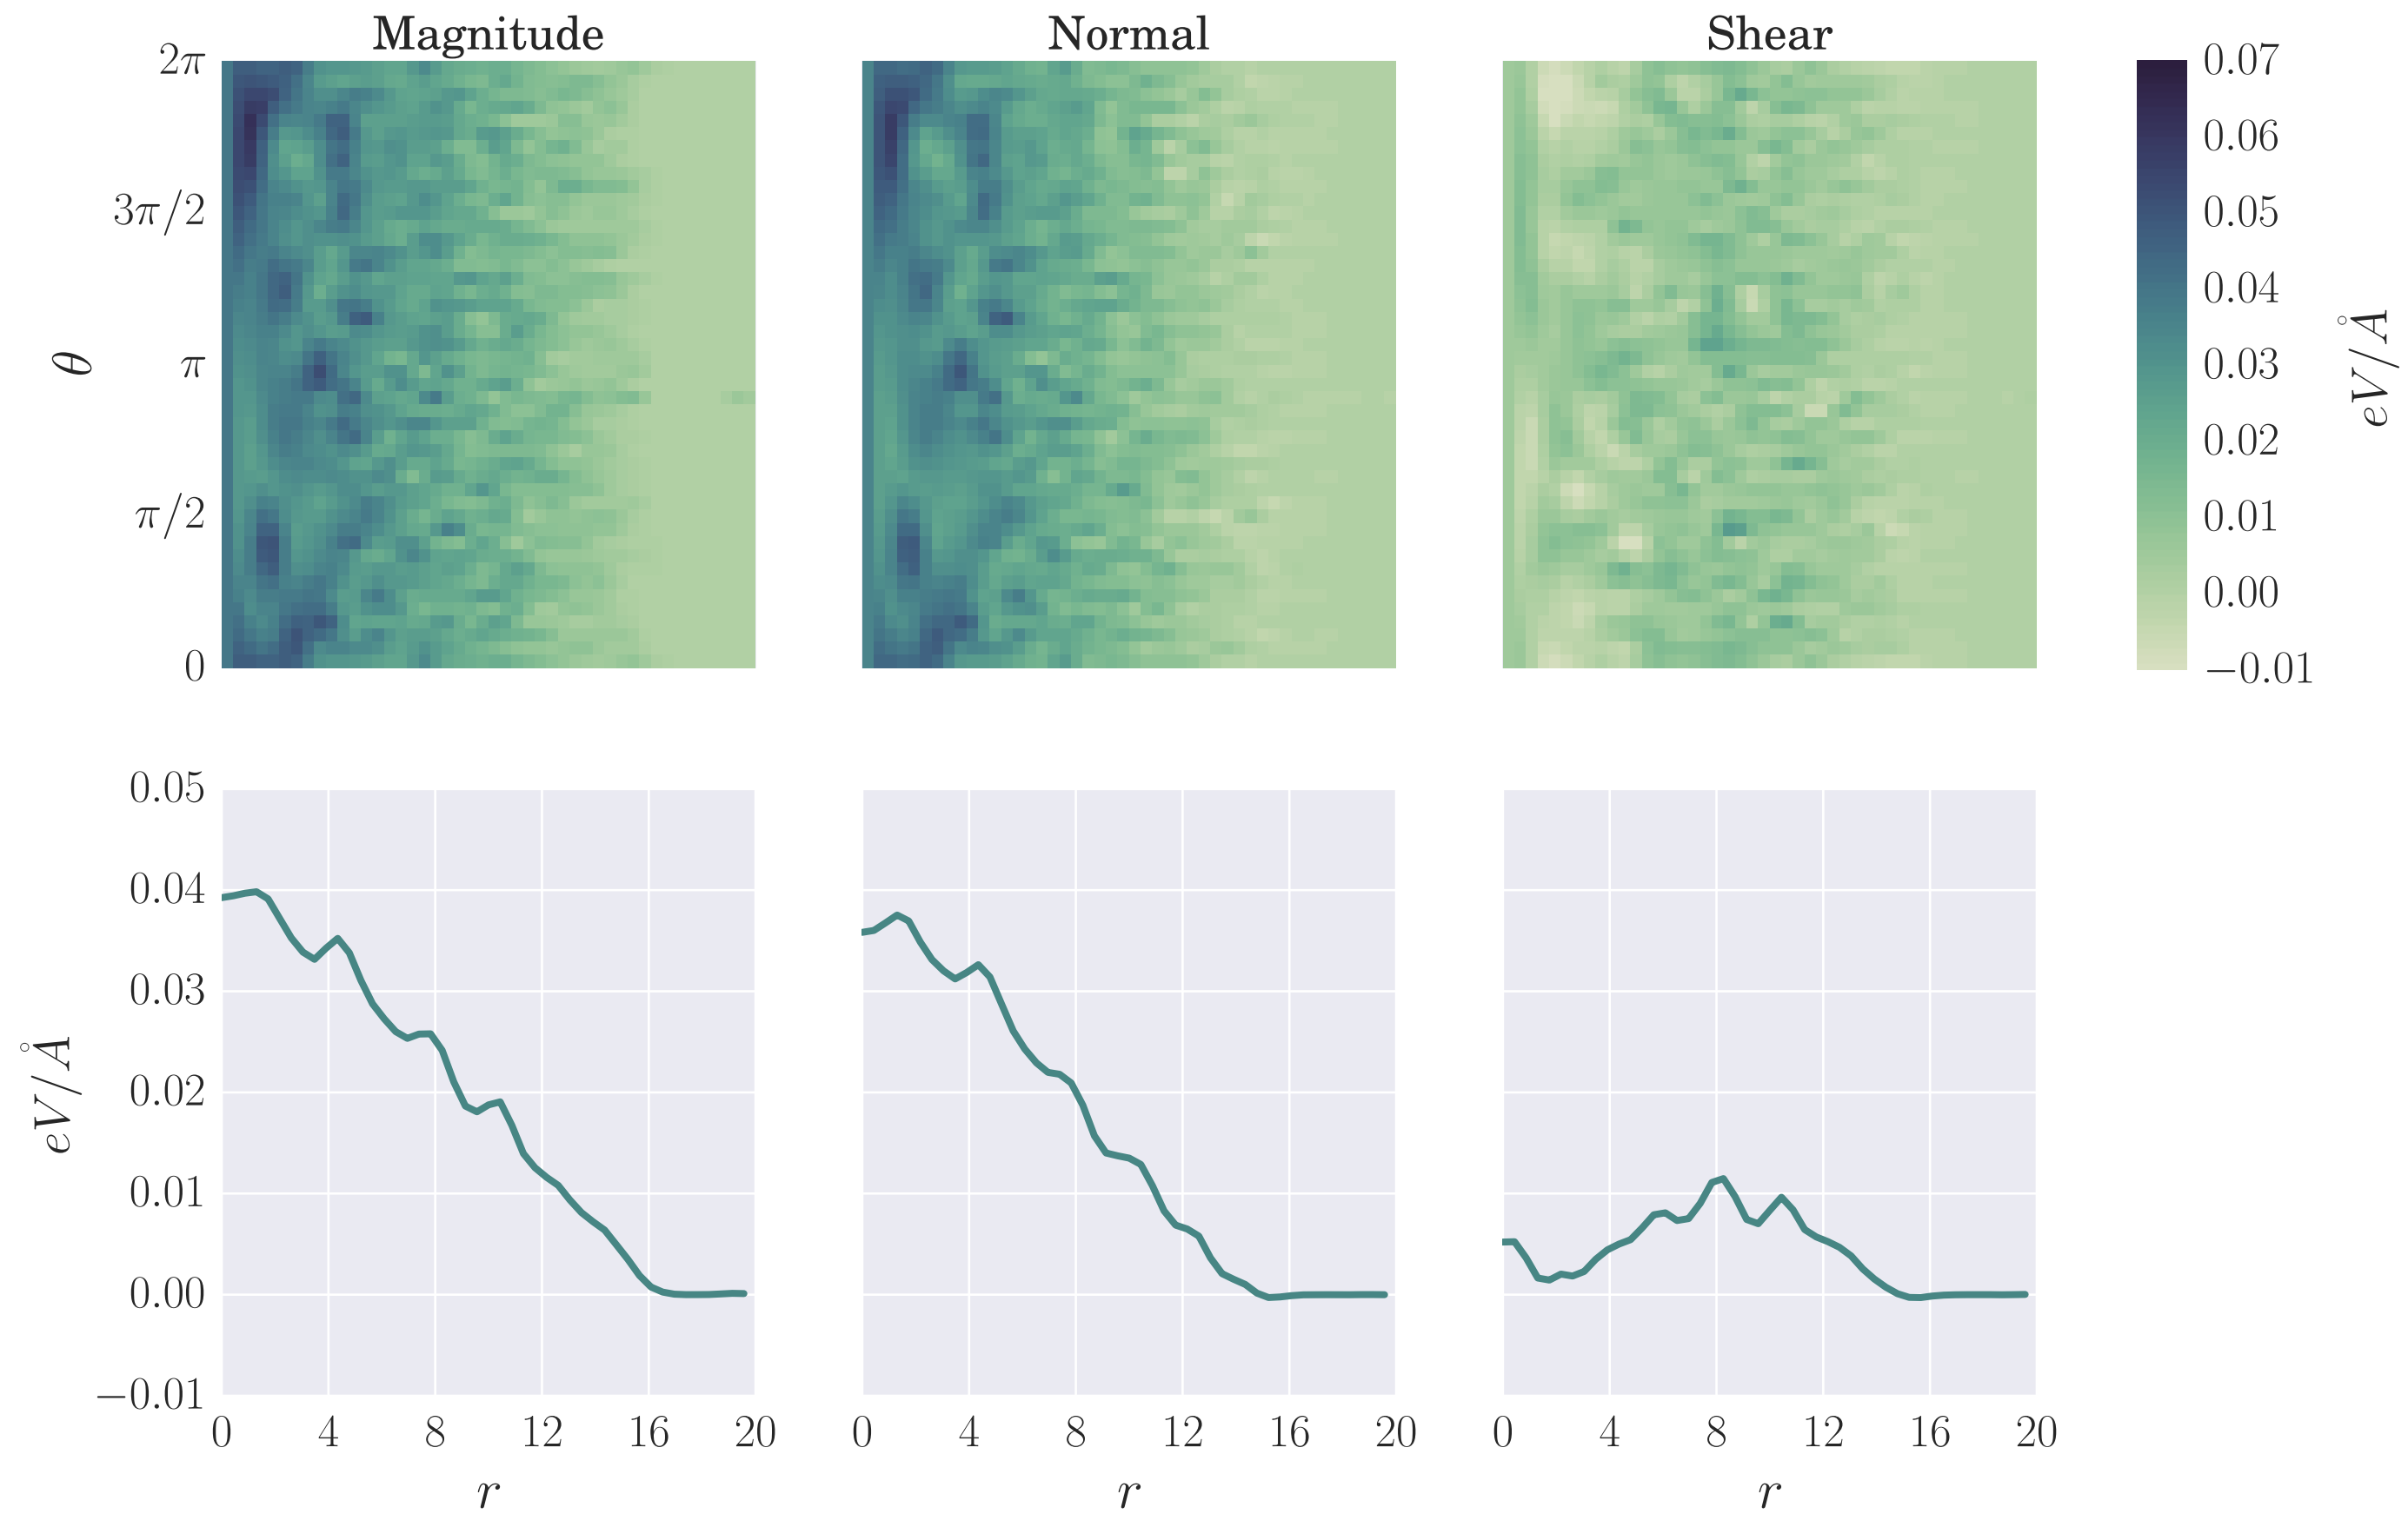 Magnitude Normal Shear
2π
3π/2
π
π/2
0
θ
0.07
0.06
0.05
0.04
0.03
0.02
0.01
0.00
−0.01
eV/Å
0.05
0.04
0.03
0.02
0.01
0.00
−0.01
eV/Å
0 4 8 12 16 20 0 4 8 12 16 20 0 4 8 12 16 20
r r r